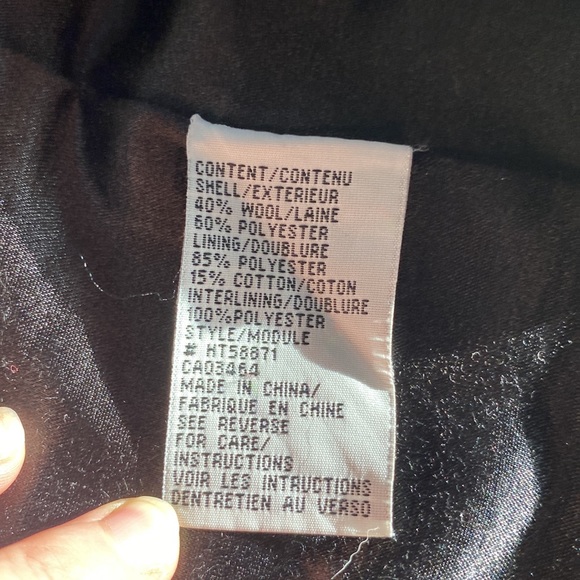 CONTENT/CONTENU
SHELL/EXTERIEUR
40% WOOL/LAINE
60% POLYESTER
LINING/DOUBLURE
85% POLYESTER
15% COTTON/COTON
INTERLINING/DOUBLURE
100%POLYESTER
STYLE/MODULE
# HT58871
CA03464
MADE IN CHINA/
FABRIQUE EN CHINE
SEE REVERSE
FOR CARE/
INSTRUCTIONS
VOIR LES INTRUCTIONS
DENTRETIEN AU VERSO